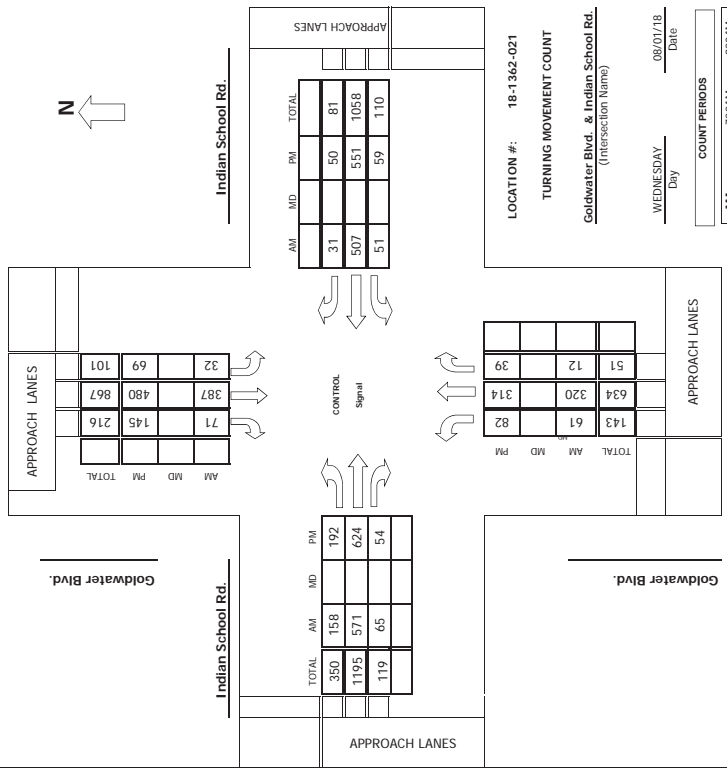 N
Indian School Rd.
APPROACH LANES
AM MD PM TOTAL
31 50 81
507 551 1058
51 59 110
LOCATION #: 18-1362-021
TURNING MOVEMENT COUNT
Goldwater Blvd. & Indian School Rd.
(Intersection Name)
WEDNESDAY 08/01/18
Day Date
COUNT PERIODS
APPROACH LANES
TOTAL PM MD AM
216 145 71
867 480 387
101 69 32
CONTROL
Signal
PM MD AM TOTAL
MD
82 61 143
314 320 634
39 12 51
APPROACH LANES
Goldwater Blvd.
Indian School Rd.
TOTAL AM MD PM
350 158 192
1195 571 624
119 65 54
APPROACH LANES
Goldwater Blvd.